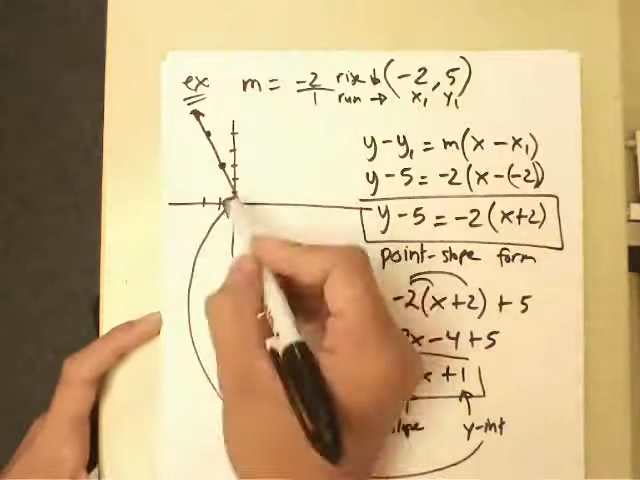 ex m = -2/1 rise ↓ run → (-2, 5) x₁ y₁
y - y₁ = m(x - x₁)
y - 5 = -2(x - (-2))
y - 5 = -2(x + 2)
point-slope form
-2(x + 2) + 5
x - 4 + 5
+ 1
y-int